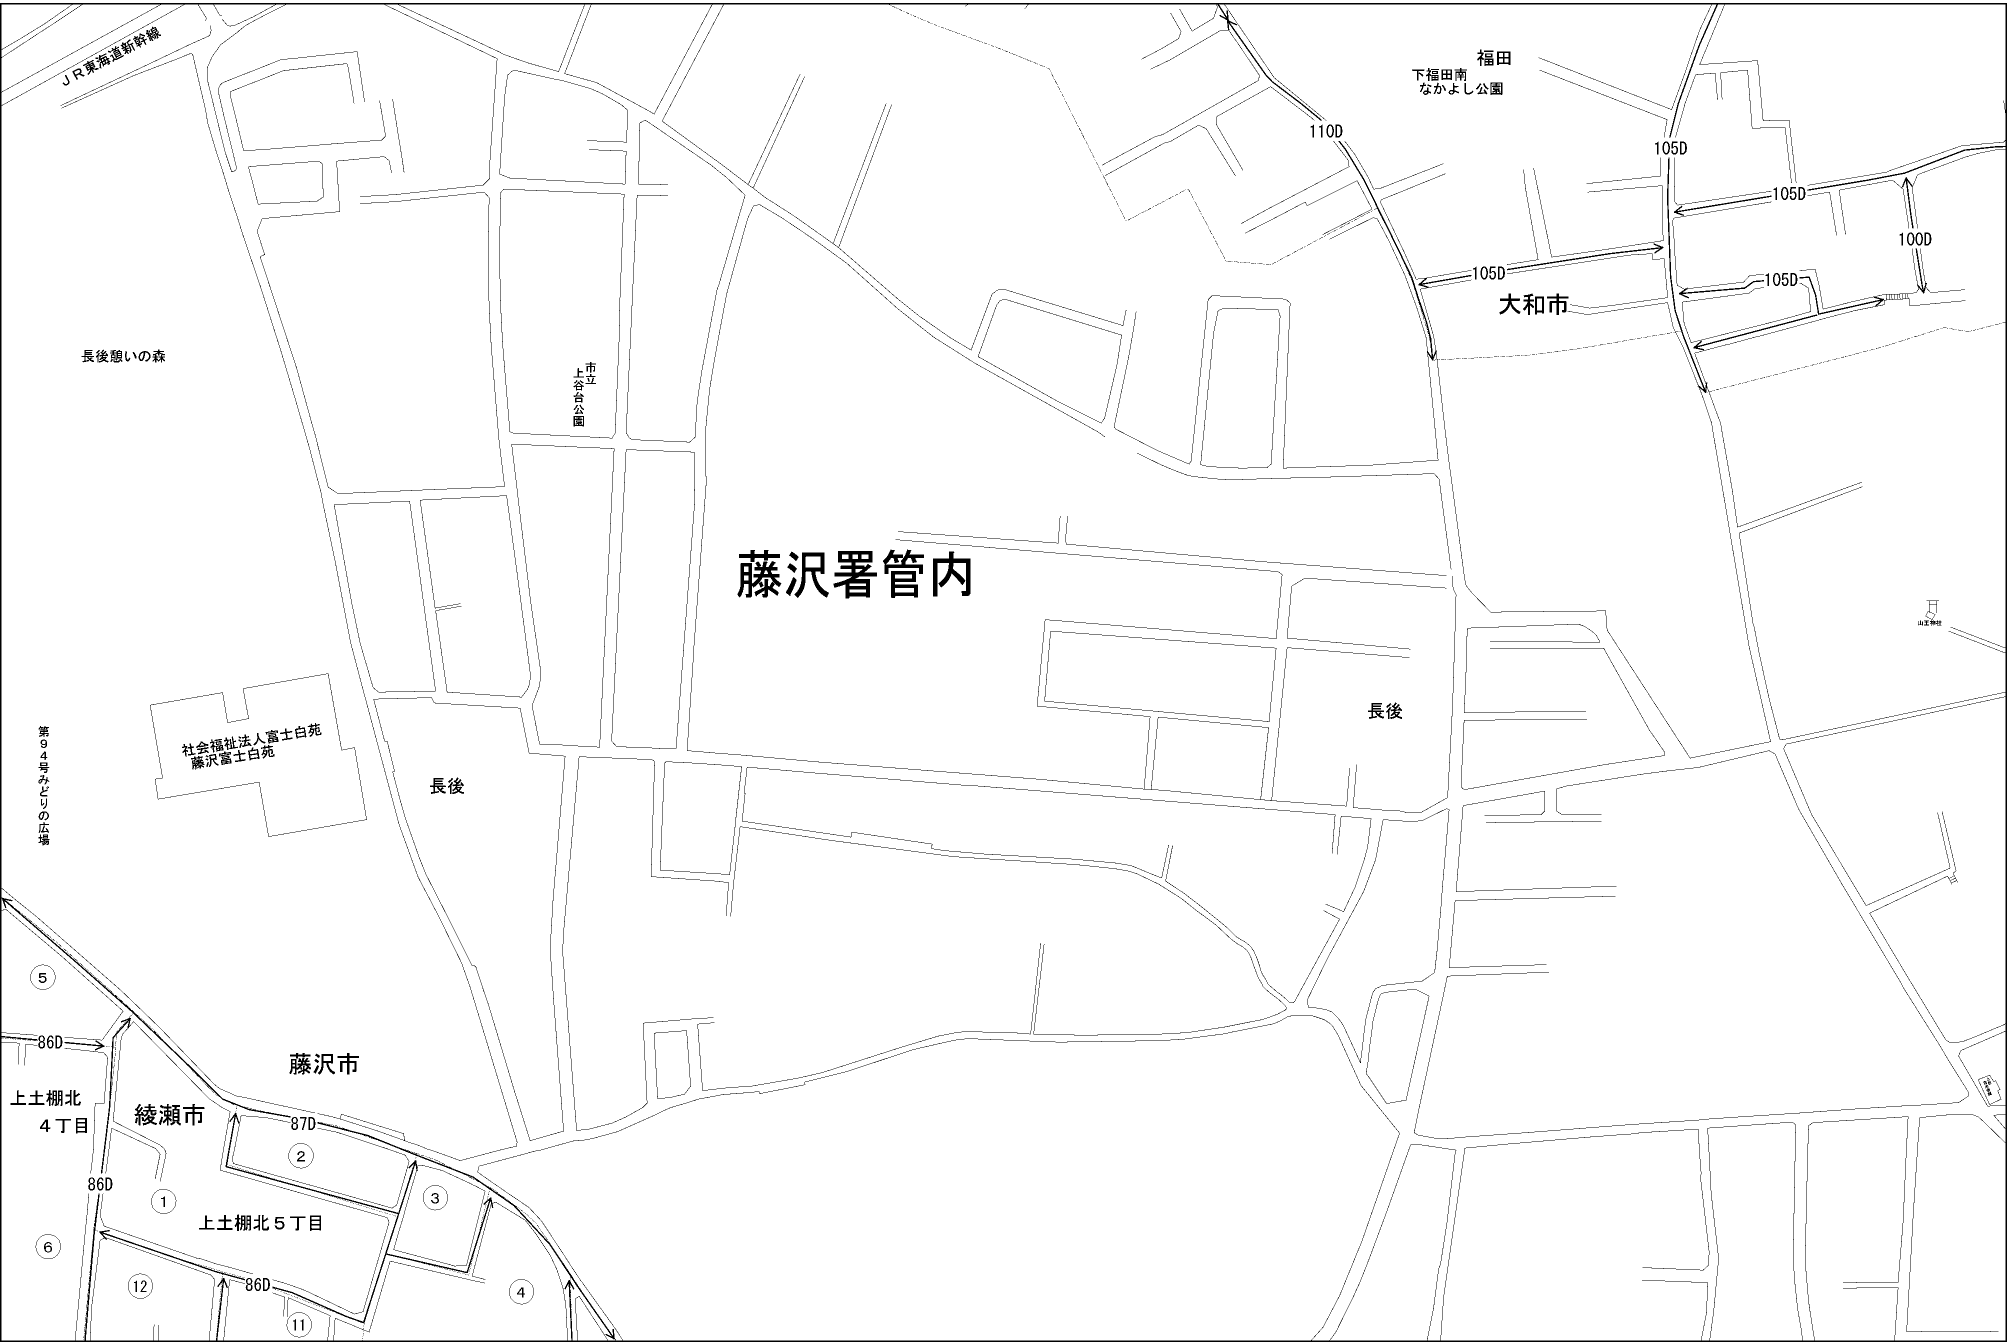 ＪＲ東海道新幹線
福田
下福田南
なかよし公園
110D
105D
105D
100D
105D
105D
大和市
長後憩いの森
市立
上谷台公園
藤沢署管内
山王神社
長後
社会福祉法人富士白苑
藤沢富士白苑
第９４号みどりの広場
長後
⑤
86D
藤沢市
上土棚北
４丁目
綾瀬市
87D
②
86D
①
③
上土棚北５丁目
⑥
⑫
86D
④
⑪